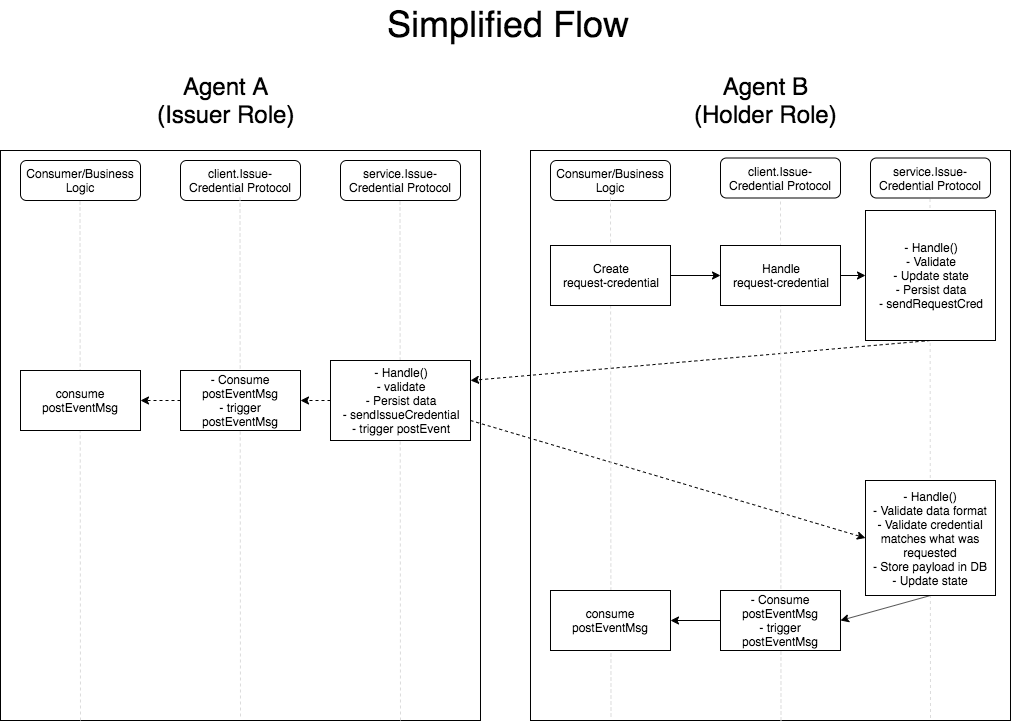 Simplified Flow
Agent A
(Issuer Role)
Agent B
(Holder Role)
Consumer/Business
Logic
client.Issue-
Credential Protocol
service.Issue-
Credential Protocol
Consumer/Business
Logic
client.Issue-
Credential Protocol
service.Issue-
Credential Protocol
Create
request-credential
Handle
request-credential
- Handle()
- Validate
- Update state
- Persist data
- sendRequestCred
consume
postEventMsg
- Consume
postEventMsg
- trigger
postEventMsg
- Handle()
- validate
- Persist data
- sendIssueCredential
- trigger postEvent
- Handle()
- Validate data format
- Validate credential
matches what was
requested
- Store payload in DB
- Update state
consume
postEventMsg
- Consume
postEventMsg
- trigger
postEventMsg